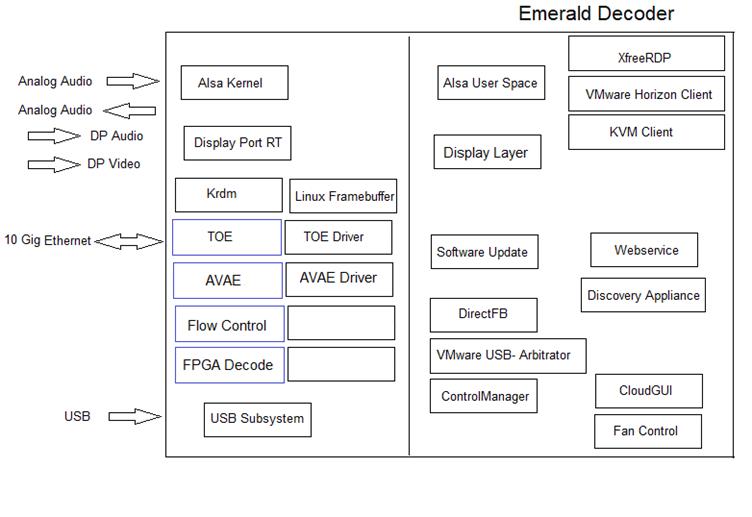 Emerald Decoder
Analog Audio
Analog Audio
DP Audio
DP Video
10 Gig Ethernet
USB
Alsa Kernel
Display Port RT
Krdm
Linux Framebuffer
TOE
TOE Driver
AVAE
AVAE Driver
Flow Control
FPGA Decode
USB Subsystem
Alsa User Space
XfreeRDP
VMware Horizon Client
KVM Client
Display Layer
Software Update
Webservice
Discovery Appliance
DirectFB
VMware USB- Arbitrator
ControlManager
CloudGUI
Fan Control